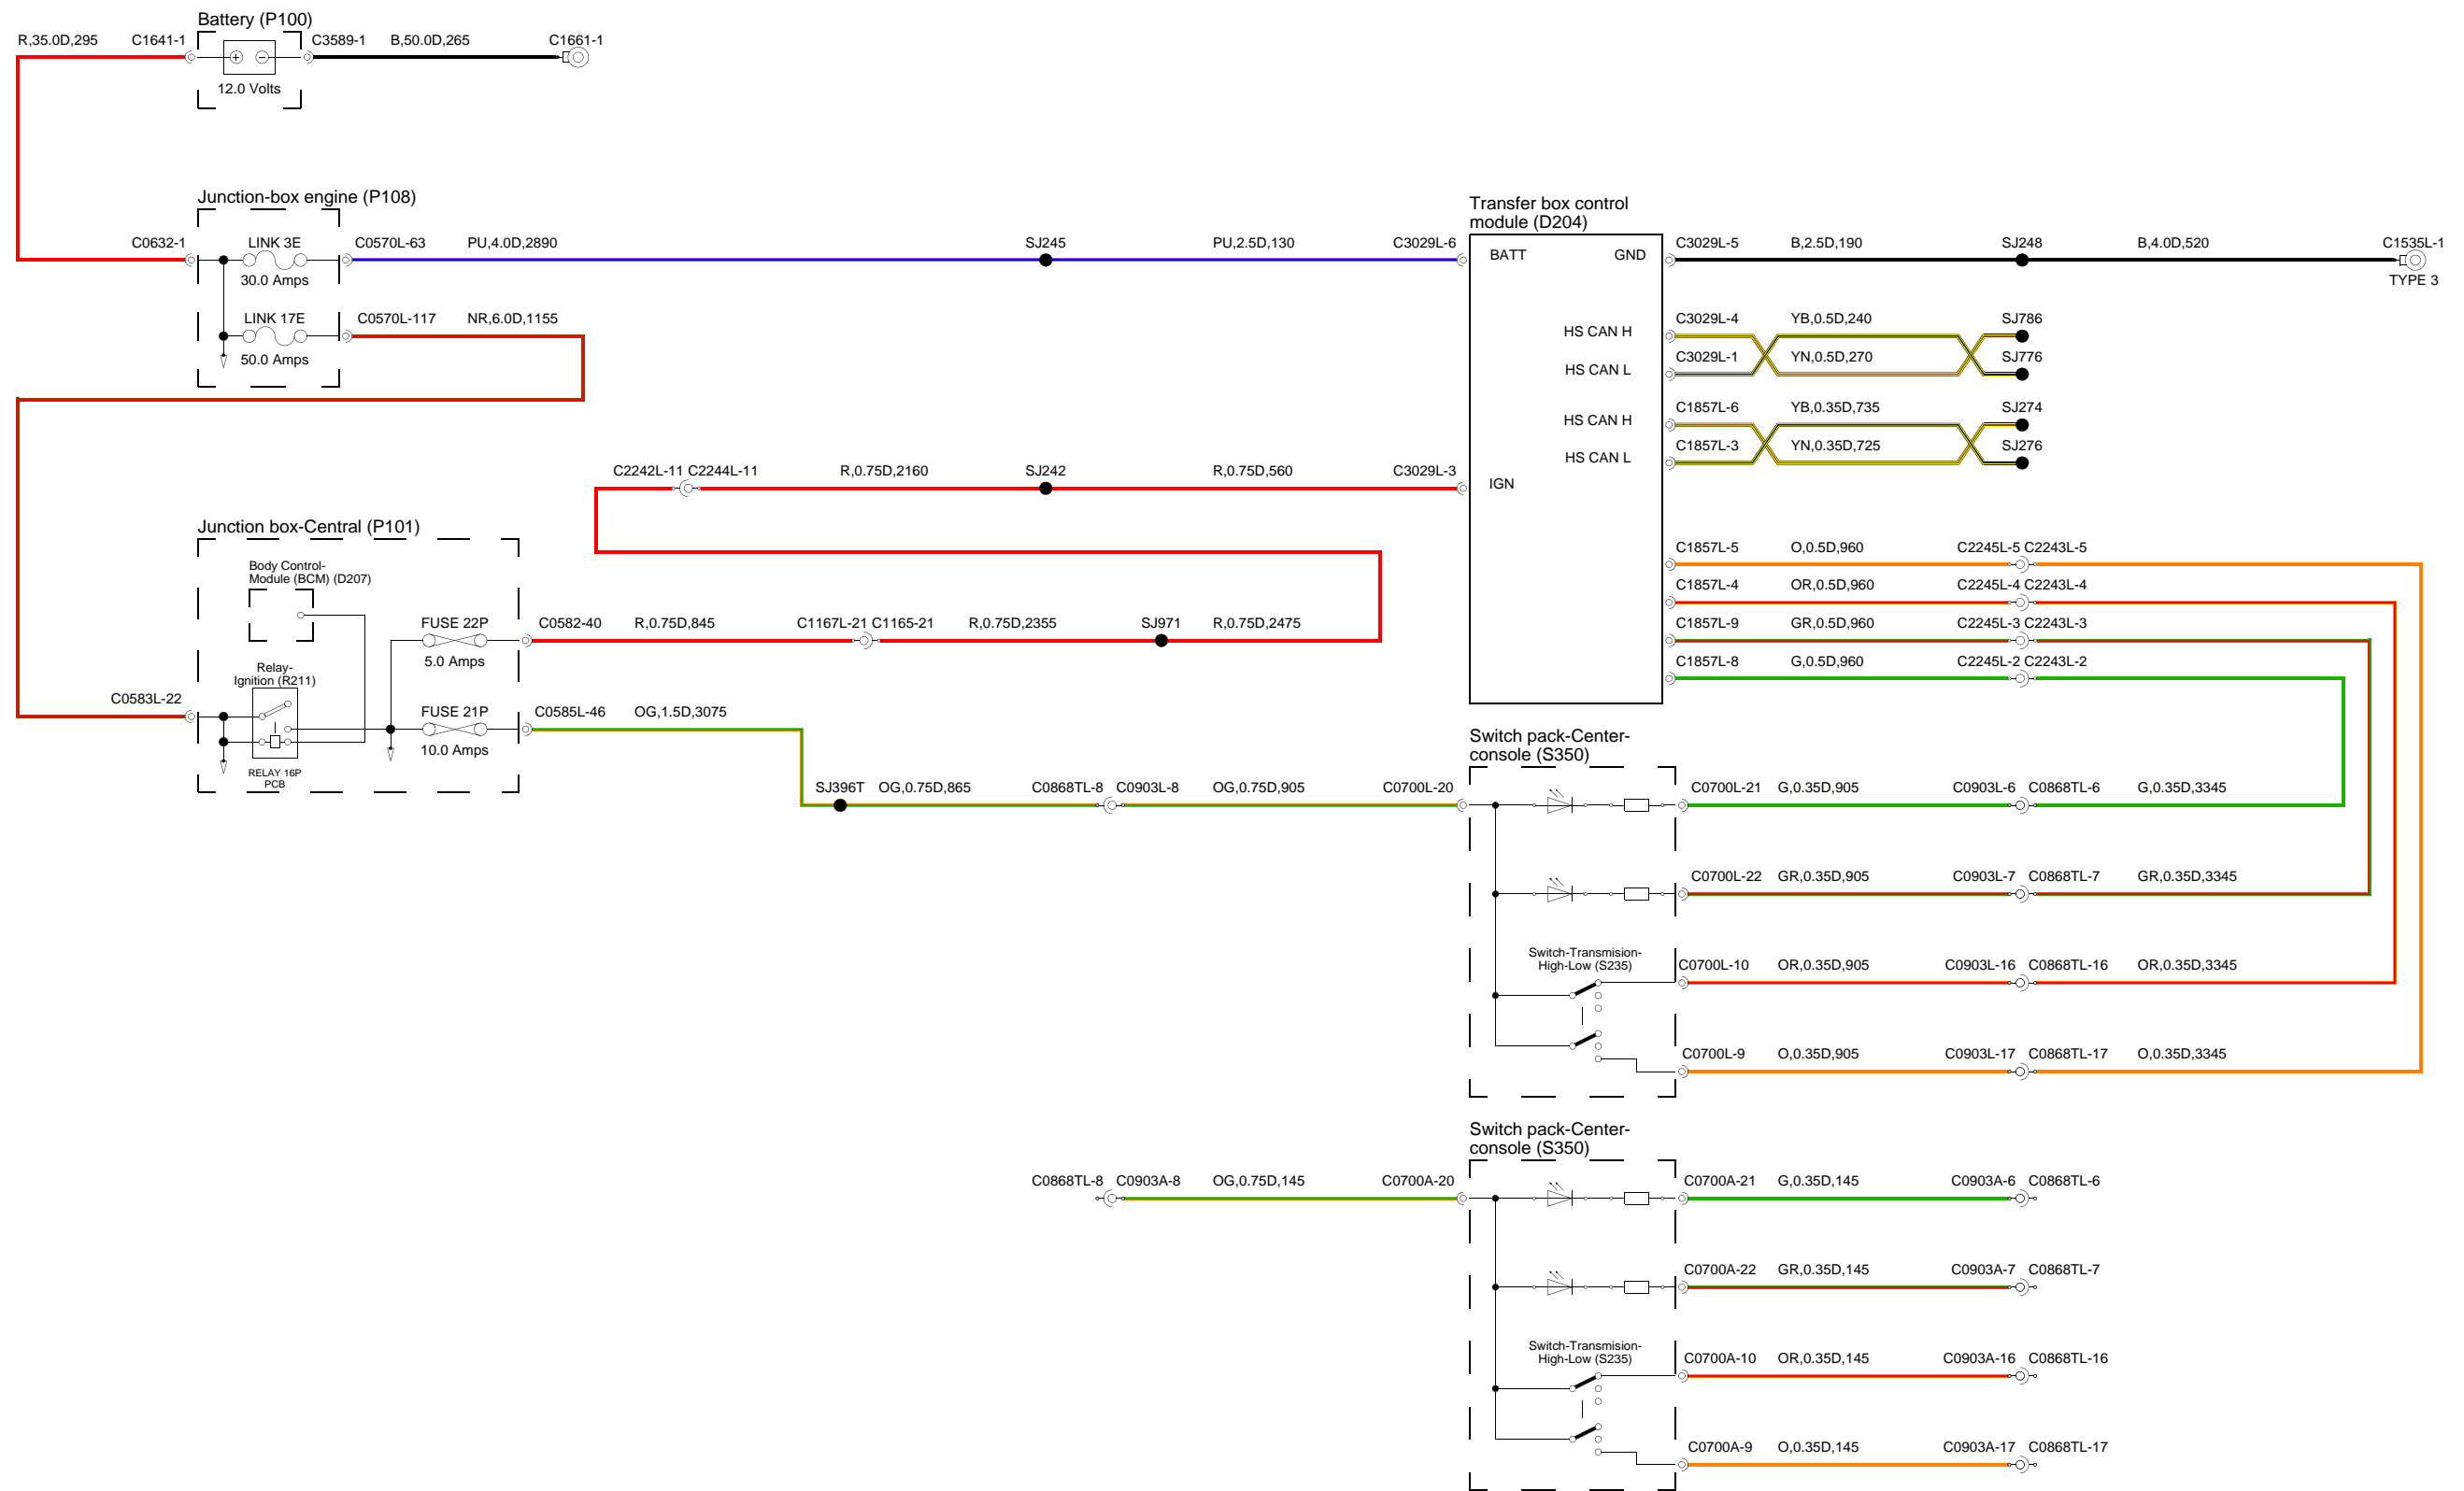 Battery (P100)
R,35.0D,295
C1641-1
C3589-1
B,50.0D,265
C1661-1
12.0 Volts
Junction-box engine (P108)
C0632-1
LINK 3E
30.0 Amps
C0570L-63
PU,4.0D,2890
SJ245
PU,2.5D,130
C3029L-6
LINK 17E
50.0 Amps
C0570L-117
NR,6.0D,1155
Transfer box control
module (D204)
BATT
GND
C3029L-5
B,2.5D,190
SJ248
B,4.0D,520
C1535L-1
TYPE 3
HS CAN H
C3029L-4
YB,0.5D,240
SJ786
HS CAN L
C3029L-1
YN,0.5D,270
SJ776
HS CAN H
C1857L-6
YB,0.35D,735
SJ274
HS CAN L
C1857L-3
YN,0.35D,725
SJ276
C2242L-11 C2244L-11
R,0.75D,2160
SJ242
R,0.75D,560
C3029L-3
IGN
Junction box-Central (P101)
Body Control-
Module (BCM) (D207)
FUSE 22P
5.0 Amps
C0582-40
R,0.75D,845
C1167L-21 C1165-21
R,0.75D,2355
SJ971
R,0.75D,2475
Relay-
Ignition (R211)
C0583L-22
RELAY 16P
PCB
FUSE 21P
10.0 Amps
C0585L-46
OG,1.5D,3075
C1857L-5
O,0.5D,960
C2245L-5 C2243L-5
C1857L-4
OR,0.5D,960
C2245L-4 C2243L-4
C1857L-9
GR,0.5D,960
C2245L-3 C2243L-3
C1857L-8
G,0.5D,960
C2245L-2 C2243L-2
Switch pack-Center-
console (S350)
SJ396T
OG,0.75D,865
C0868TL-8
C0903L-8
OG,0.75D,905
C0700L-20
C0700L-21
G,0.35D,905
C0903L-6
C0868TL-6
G,0.35D,3345
C0700L-22
GR,0.35D,905
C0903L-7
C0868TL-7
GR,0.35D,3345
Switch-Transmision-
High-Low (S235)
C0700L-10
OR,0.35D,905
C0903L-16
C0868TL-16
OR,0.35D,3345
C0700L-9
O,0.35D,905
C0903L-17
C0868TL-17
O,0.35D,3345
Switch pack-Center-
console (S350)
C0868TL-8
C0903A-8
OG,0.75D,145
C0700A-20
C0700A-21
G,0.35D,145
C0903A-6
C0868TL-6
C0700A-22
GR,0.35D,145
C0903A-7
C0868TL-7
Switch-Transmision-
High-Low (S235)
C0700A-10
OR,0.35D,145
C0903A-16
C0868TL-16
C0700A-9
O,0.35D,145
C0903A-17
C0868TL-17